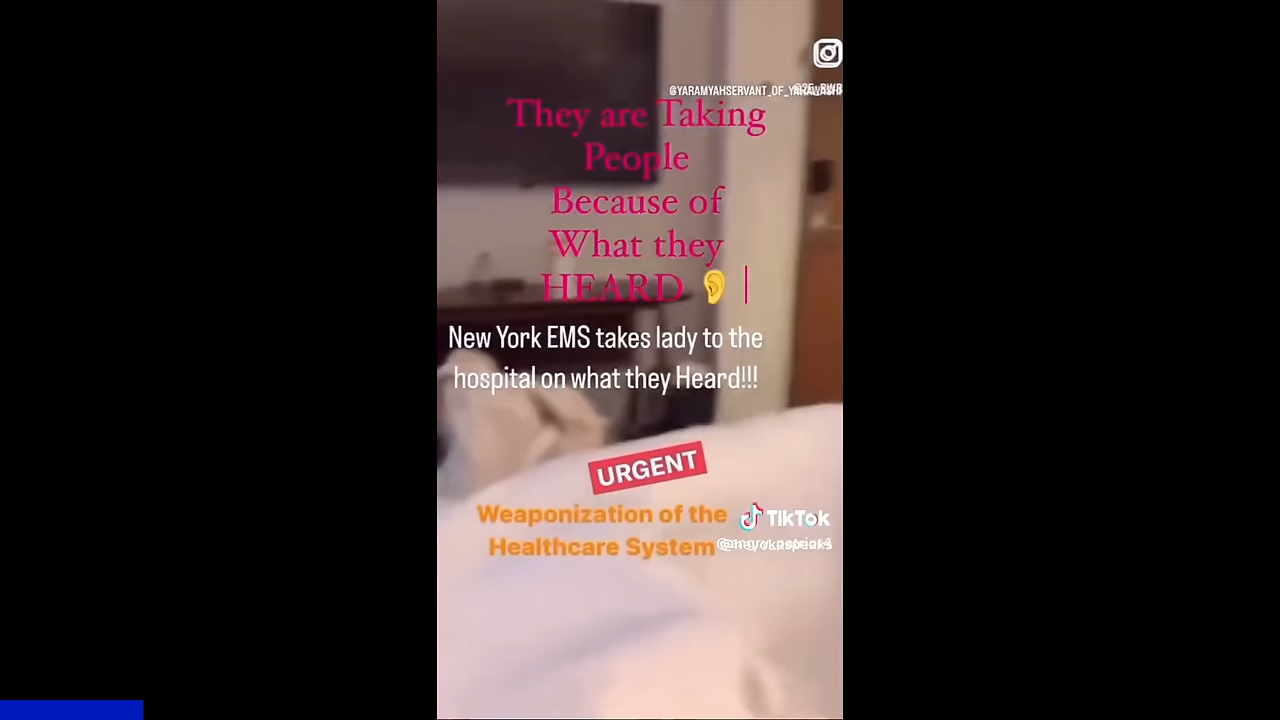 @YARAMYAHSERVANT_OF_
They are Taking
People
Because of
What they
HEARD 👂
New York EMS takes lady to the
hospital on what they Heard!!!
URGENT
Weaponization of the
Healthcare System
TikTok